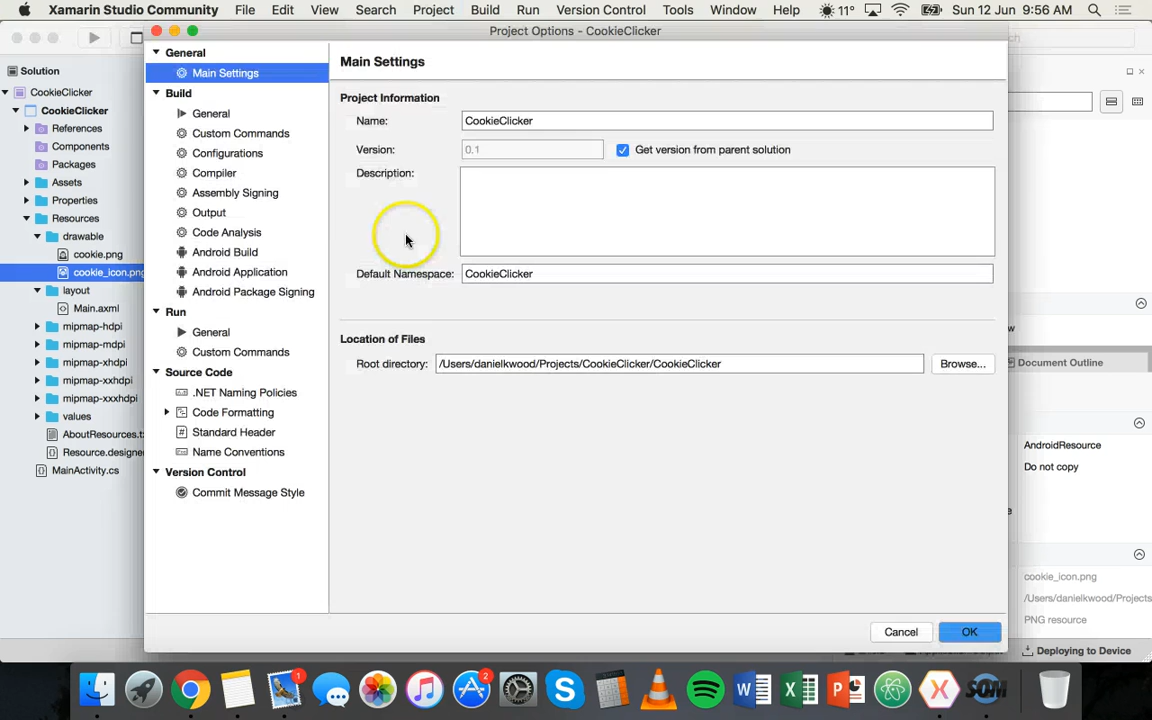 Xamarin Studio Community File Edit View Search Project Build Run Version Control Tools Window Help 11° Sun 12 Jun 9:56 AM
Project Options - CookieClicker
Solution
CookieClicker
CookieClicker
References
Components
Packages
Assets
Properties
Resources
drawable
cookie.png
cookie_icon.png
layout
Main.axml
mipmap-hdpi
mipmap-mdpi
mipmap-xhdpi
mipmap-xxhdpi
mipmap-xxxhdpi
values
AboutResources.t
Resource.designe
MainActivity.cs
General
Main Settings
Build
General
Custom Commands
Configurations
Compiler
Assembly Signing
Output
Code Analysis
Android Build
Android Application
Android Package Signing
Run
General
Custom Commands
Source Code
.NET Naming Policies
Code Formatting
Standard Header
Name Conventions
Version Control
Commit Message Style
Main Settings
Project Information
Name: CookieClicker
Version: 0.1 Get version from parent solution
Description:
Default Namespace: CookieClicker
Location of Files
Root directory: /Users/danielkwood/Projects/CookieClicker/CookieClicker Browse...
Cancel OK
Document Outline
AndroidResource
Do not copy
cookie_icon.png
/Users/danielkwood/Projects
PNG resource
Deploying to Device
1
2
SQM